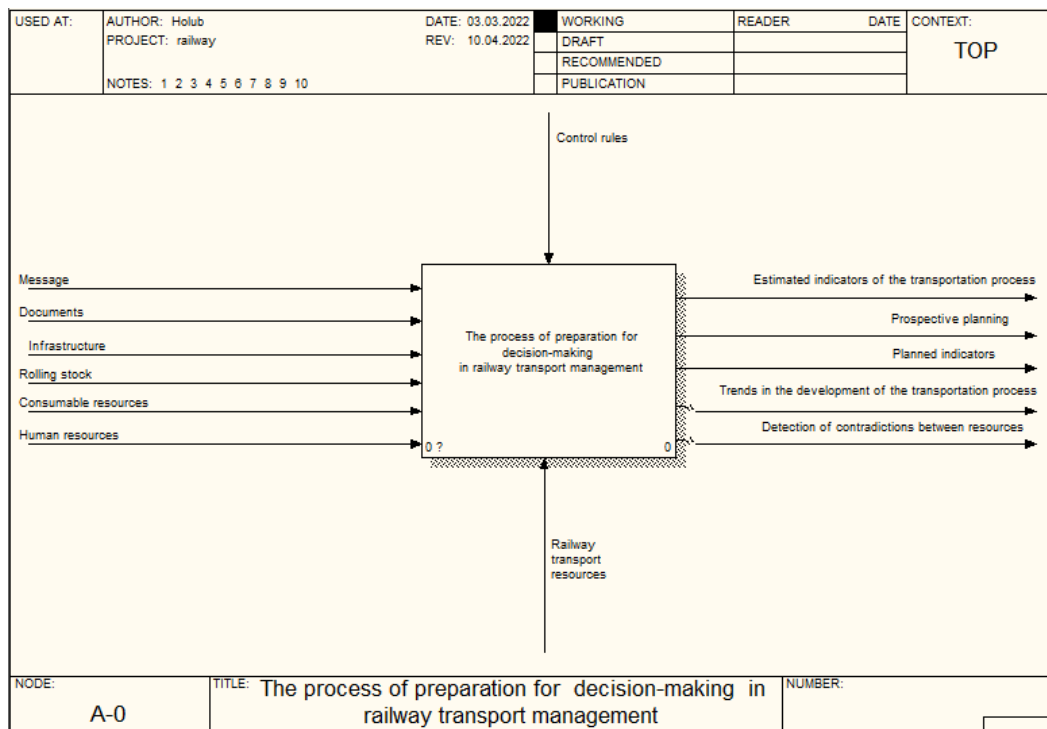 USED AT:
AUTHOR: Holub
DATE: 03.03.2022
WORKING
READER
DATE
CONTEXT:
PROJECT: railway
REV: 10.04.2022
DRAFT
TOP
RECOMMENDED
NOTES: 1 2 3 4 5 6 7 8 9 10
PUBLICATION
Control rules
Message
Documents
Infrastructure
Rolling stock
Consumable resources
Human resources
The process of preparation for
decision-making
in railway transport management
0 ?
0
Estimated indicators of the transportation process
Prospective planning
Planned indicators
Trends in the development of the transportation process
Detection of contradictions between resources
Railway
transport
resources
NODE:
A-0
TITLE:
The process of preparation for decision-making in
railway transport management
NUMBER: